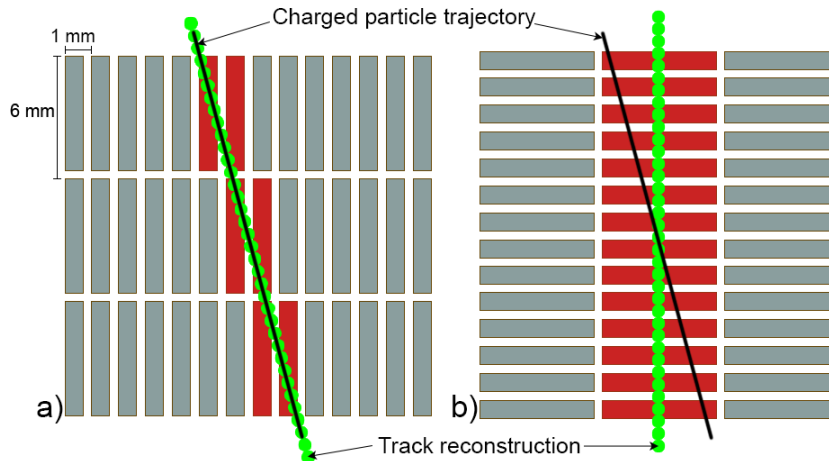 Charged particle trajectory
1 mm
6 mm
a)
b)
Track reconstruction